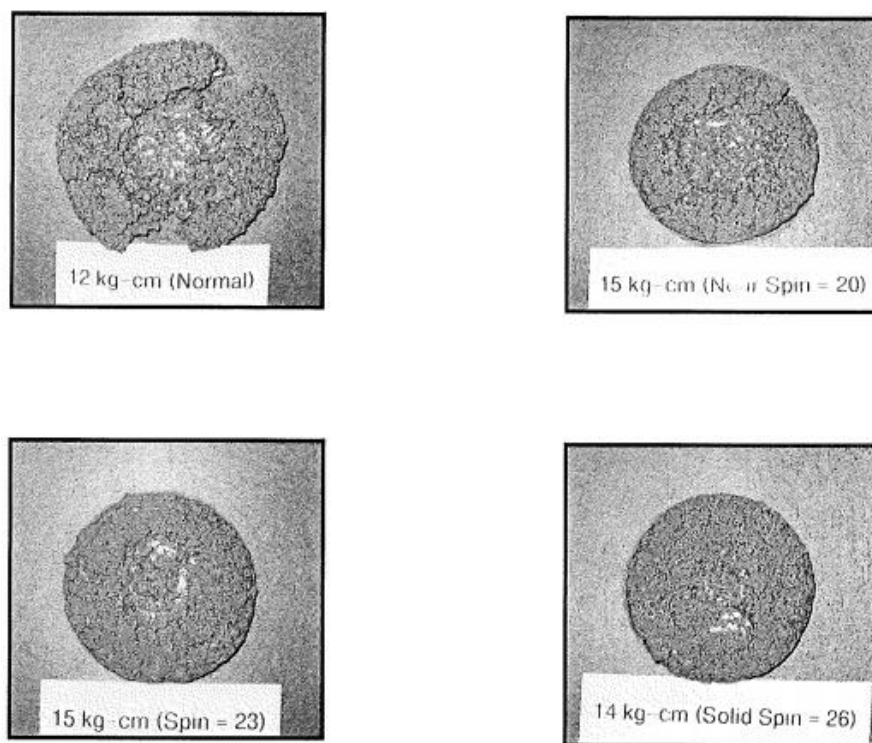 12 kg-cm (Normal)
15 kg-cm (Spin = 20)
15 kg-cm (Spin = 23)
14 kg-cm (Solid Spin = 26)